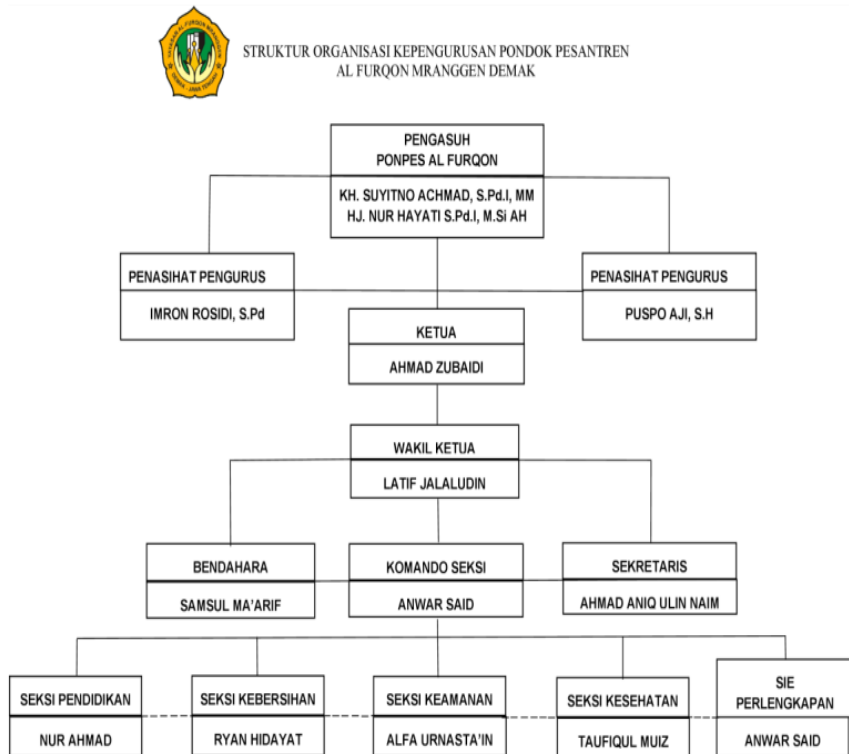 STRUKTUR ORGANISASI KEPENGURUSAN PONDOK PESANTREN
AL FURQON MRANGGEN DEMAK
PENGASUH
PONPES AL FURQON
KH. SUYITNO ACHMAD, S.Pd.I, MM
HJ. NUR HAYATI S.Pd.I, M.Si AH
PENASIHAT PENGURUS
IMRON ROSIDI, S.Pd
PENASIHAT PENGURUS
PUSPO AJI, S.H
KETUA
AHMAD ZUBAIDI
WAKIL KETUA
LATIF JALALUDIN
BENDAHARA
SAMSUL MA'ARIF
KOMANDO SEKSI
ANWAR SAID
SEKRETARIS
AHMAD ANIQ ULIN NAIM
SEKSI PENDIDIKAN
NUR AHMAD
SEKSI KEBERSIHAN
RYAN HIDAYAT
SEKSI KEAMANAN
ALFA URNASTA'IN
SEKSI KESEHATAN
TAUFIQUL MUIZ
SIE
PERLENGKAPAN
ANWAR SAID